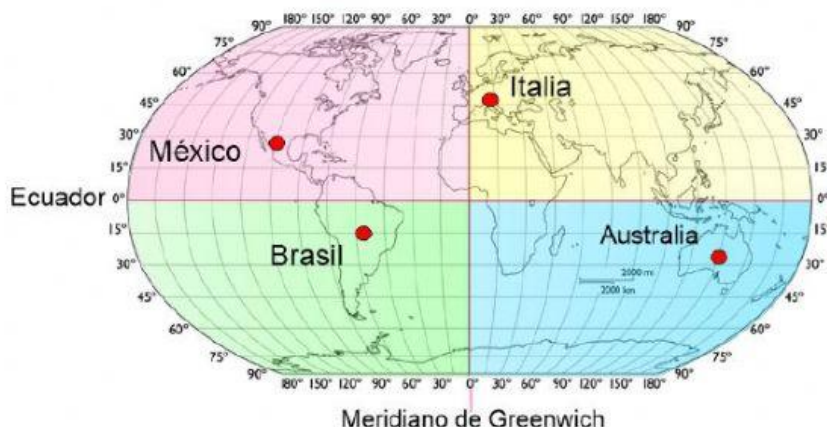 180° 150° 120° 90° 60° 30° 0° 30° 60° 90° 120° 150° 180°
90° 90°
75° 75°
60° 60°
Italia
45° 45°
30° 30°
México
15° 15°
Ecuador 0° 0°
15° Australia 15°
Brasil
30° 30°
2000 mi
2000 km
45° 45°
60° 60°
75° 75°
90° 90°
180° 150° 120° 90° 60° 30° 0° 30° 60° 90° 120° 150° 180°
Meridiano de Greenwich